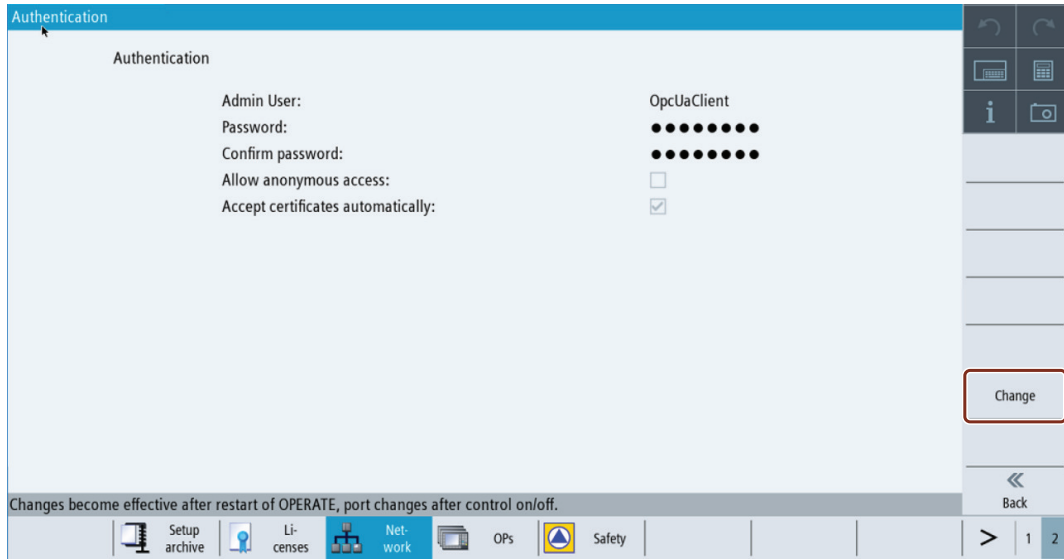 Authentication
Authentication
Admin User: OpcUaClient
Password: ●●●●●●●●
Confirm password: ●●●●●●●●
Allow anonymous access:
Accept certificates automatically:
i
Change
Back
Changes become effective after restart of OPERATE, port changes after control on/off.
Setup archive
Li-censes
Net-work
OPs
Safety
> 1 2